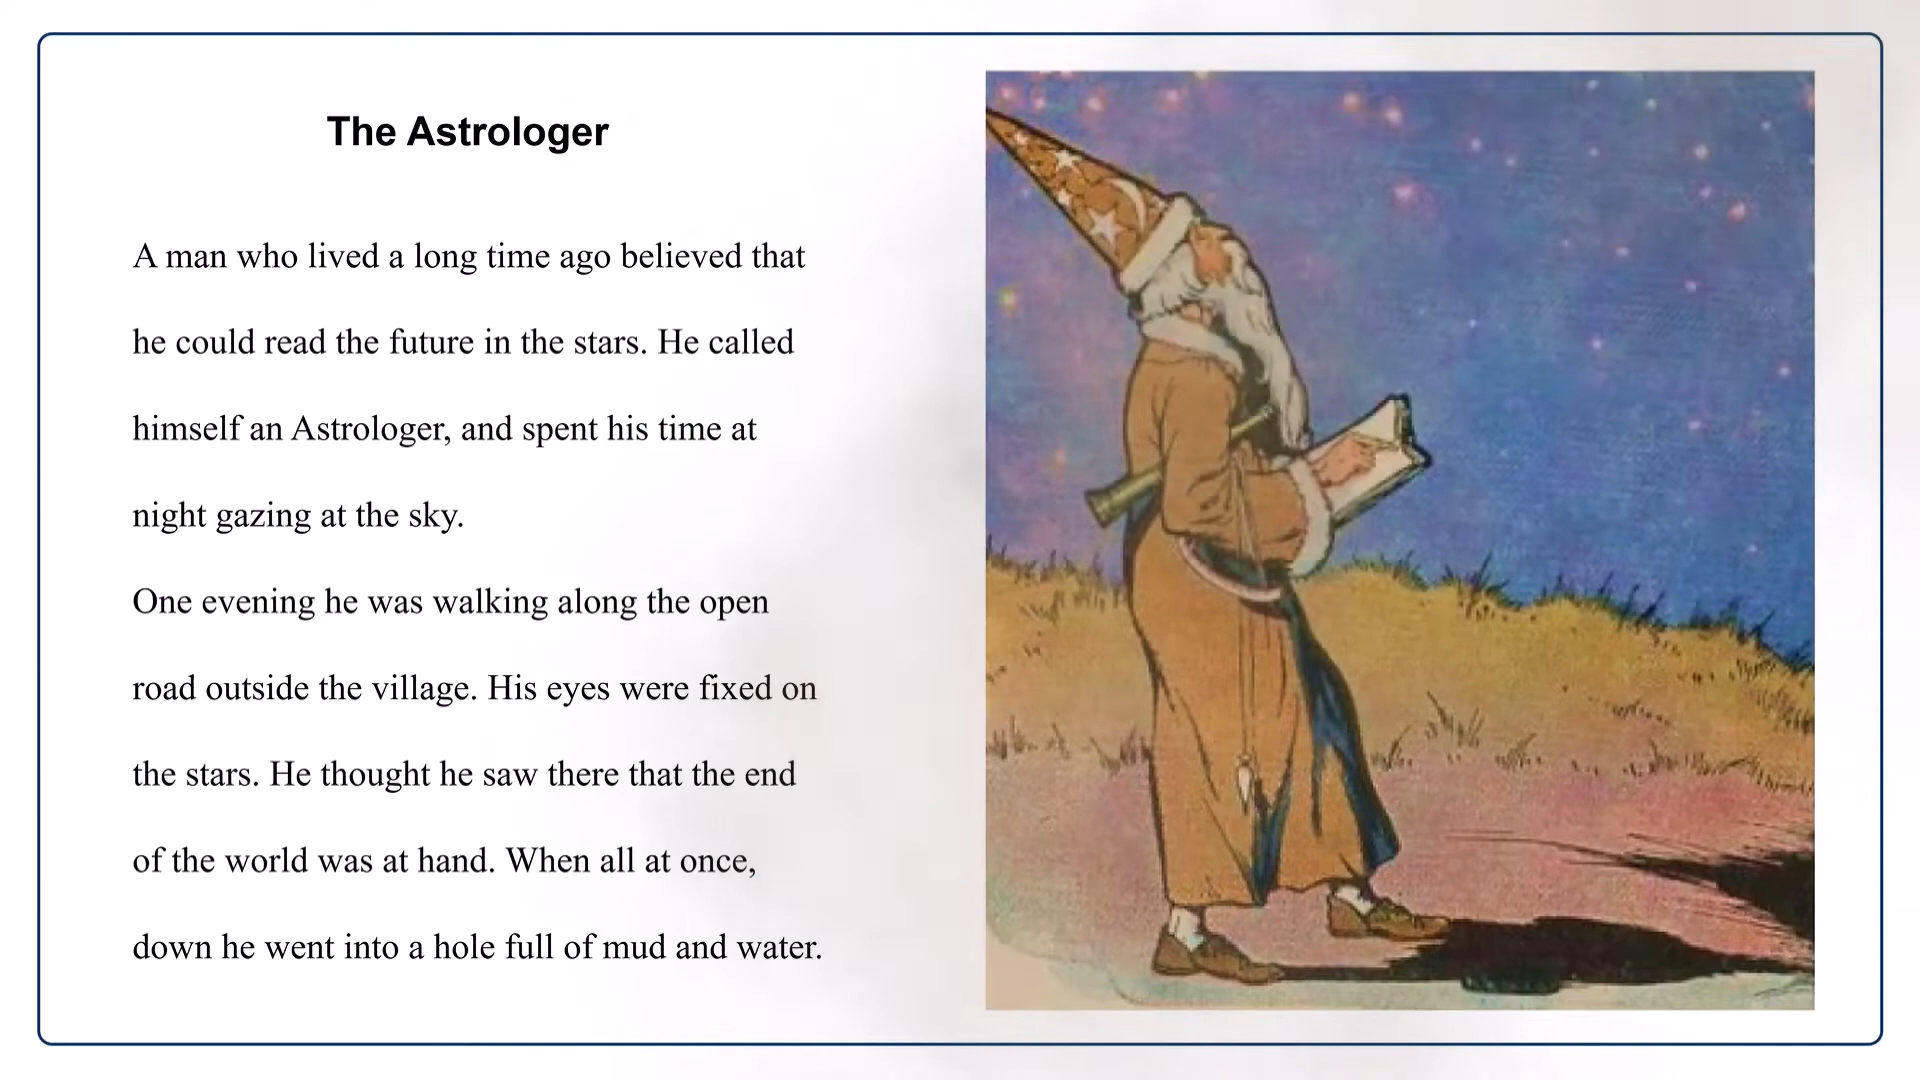 The Astrologer
A man who lived a long time ago believed that
he could read the future in the stars. He called
himself an Astrologer, and spent his time at
night gazing at the sky.
One evening he was walking along the open
road outside the village. His eyes were fixed on
the stars. He thought he saw there that the end
of the world was at hand. When all at once,
down he went into a hole full of mud and water.